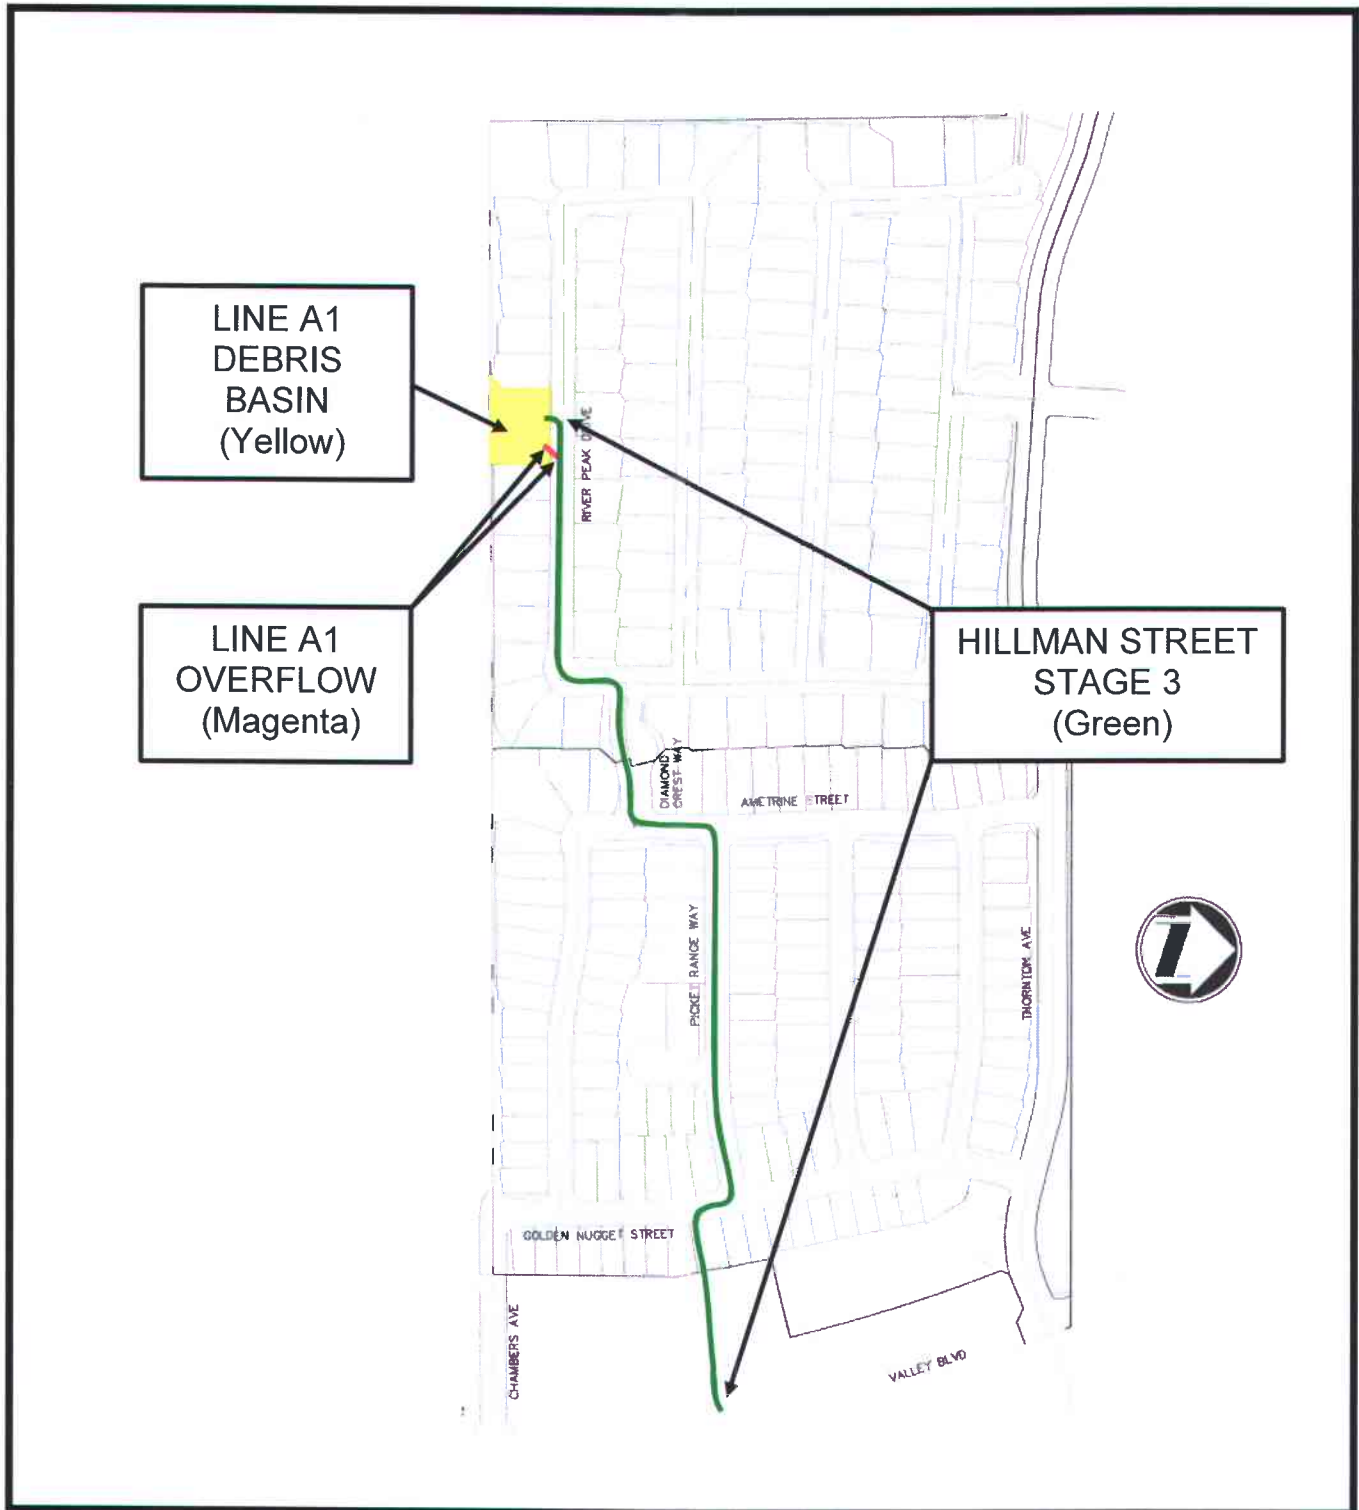 LINE A1
DEBRIS
BASIN
(Yellow)
LINE A1
OVERFLOW
(Magenta)
HILLMAN STREET
STAGE 3
(Green)
RIVER PEAK DRIVE
DIAMOND
CREST WAY
AMETRINE STREET
PICKET RANGE WAY
THORNTON AVE
GOLDEN NUGGET STREET
CHAMBERS AVE
VALLEY BLVD